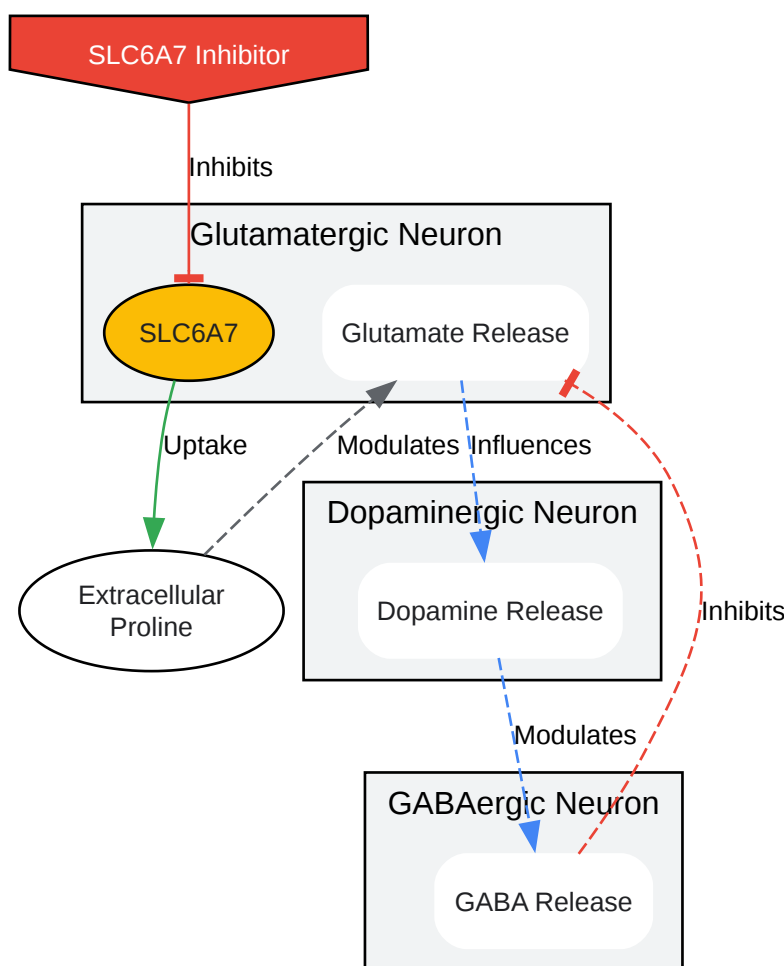 SLC6A7 Inhibitor
Inhibits
Glutamatergic Neuron
SLC6A7
Glutamate Release
Uptake
Modulates
Influences
Dopaminergic Neuron
Extracellular
Proline
Dopamine Release
Inhibits
Modulates
GABAergic Neuron
GABA Release